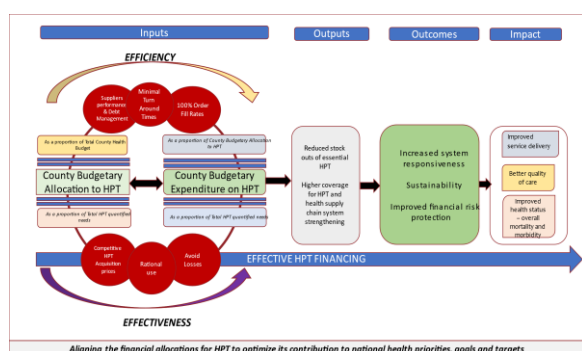 Inputs
Outputs
Outcomes
Impact
EFFICIENCY
Suppliers
performance
& Debt
Management
Minimal
Turn
Around
Times
100% Order
Fill Rates
As a proportion of Total County Health
Budget
As a proportion of County Budgetary Allocation
to HPT
County Budgetary
Allocation to HPT
County Budgetary
Expenditure on HPT
As a proportion of Total HPT quantified
needs
As a proportion of Total HPT quantified needs
Competitive
HPT
Acquisition
prices
Rational
use
Avoid
Losses
EFFECTIVENESS
Reduced stock
outs of essential
HPT
Higher coverage
for HPT and
health supply
chain system
strengthening
Increased system
responsiveness
Sustainability
Improved financial risk
protection
Improved
service delivery
Better quality
of care
Improved
health status
– overall
mortality and
morbidity
EFFECTIVE HPT FINANCING
Aligning the financial allocations for HPT to optimize its contribution to national health priorities, goals and targets